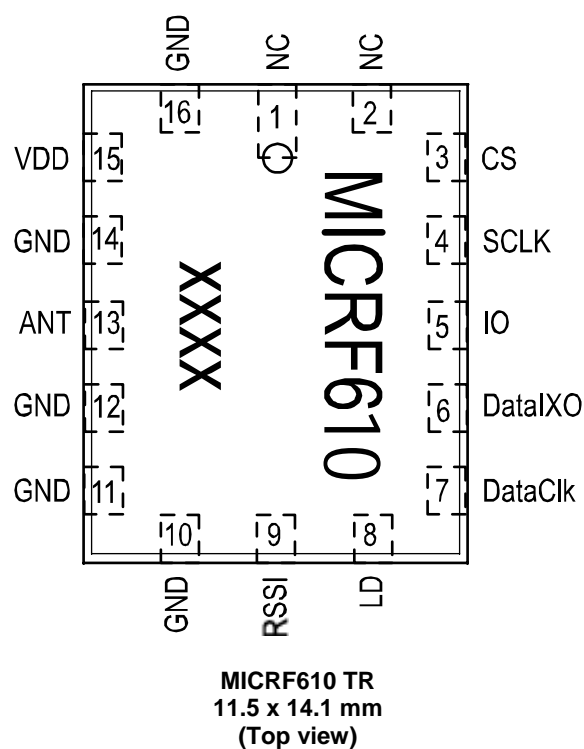 GND
NC
NC
16
1
2
VDD
15
3
CS
GND
14
4
SCLK
ANT
13
5
IO
GND
12
6
DataIXO
GND
11
7
DataClk
MICRF610
XXXX
10
9
8
GND
RSSI
LD
MICRF610 TR
11.5 x 14.1 mm
(Top view)